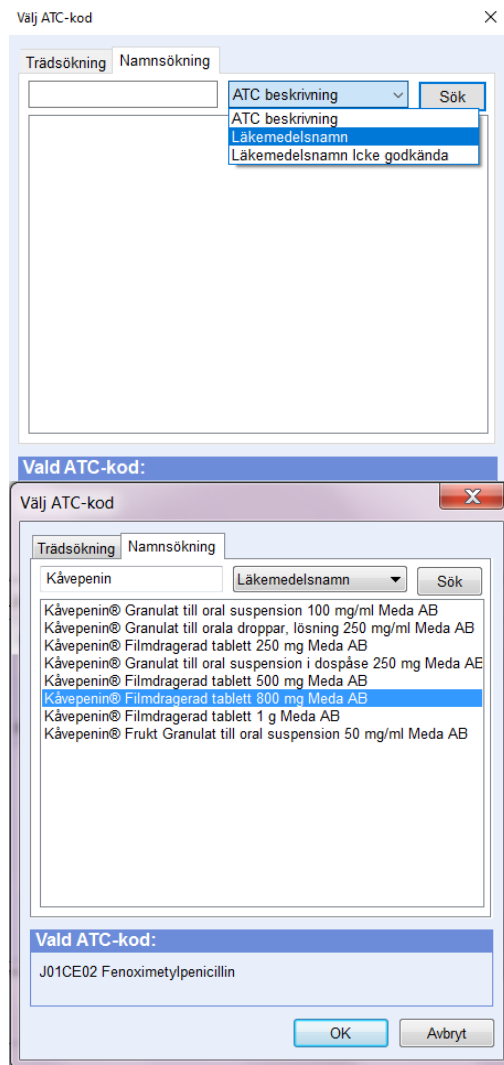 Välj ATC-kod
Trädsökning Namnsökning
ATC beskrivning Sök
ATC beskrivning
Läkemedelsnamn
Läkemedelsnamn Icke godkända
Vald ATC-kod:
Välj ATC-kod
Trädsökning Namnsökning
Kåvepenin Läkemedelsnamn Sök
Kåvepenin® Granulat till oral suspension 100 mg/ml Meda AB
Kåvepenin® Granulat till orala droppar, lösning 250 mg/ml Meda AB
Kåvepenin® Filmdragerad tablett 250 mg Meda AB
Kåvepenin® Granulat till oral suspension i dospåse 250 mg Meda AE
Kåvepenin® Filmdragerad tablett 500 mg Meda AB
Kåvepenin® Filmdragerad tablett 800 mg Meda AB
Kåvepenin® Filmdragerad tablett 1 g Meda AB
Kåvepenin® Frukt Granulat till oral suspension 50 mg/ml Meda AB
Vald ATC-kod:
J01CE02 Fenoximetylpenicillin
OK Avbryt